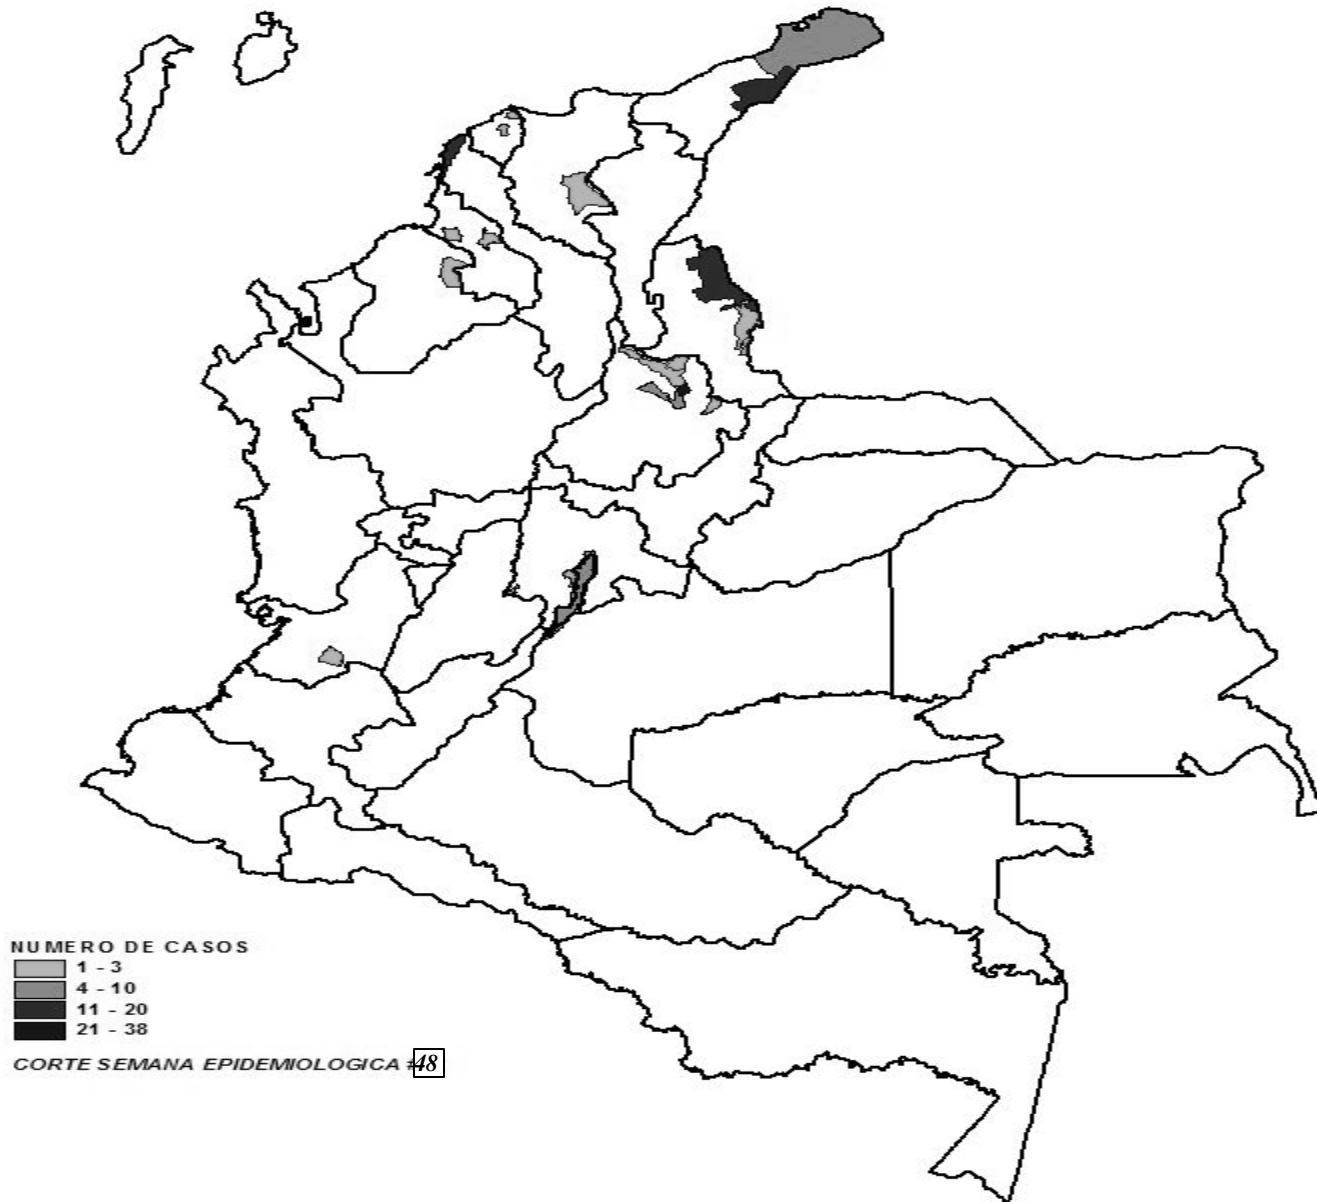 NUMERO DE CASOS
1 - 3
4 - 10
11 - 20
21 - 38
CORTE SEMANA EPIDEMIOLOGICA #48